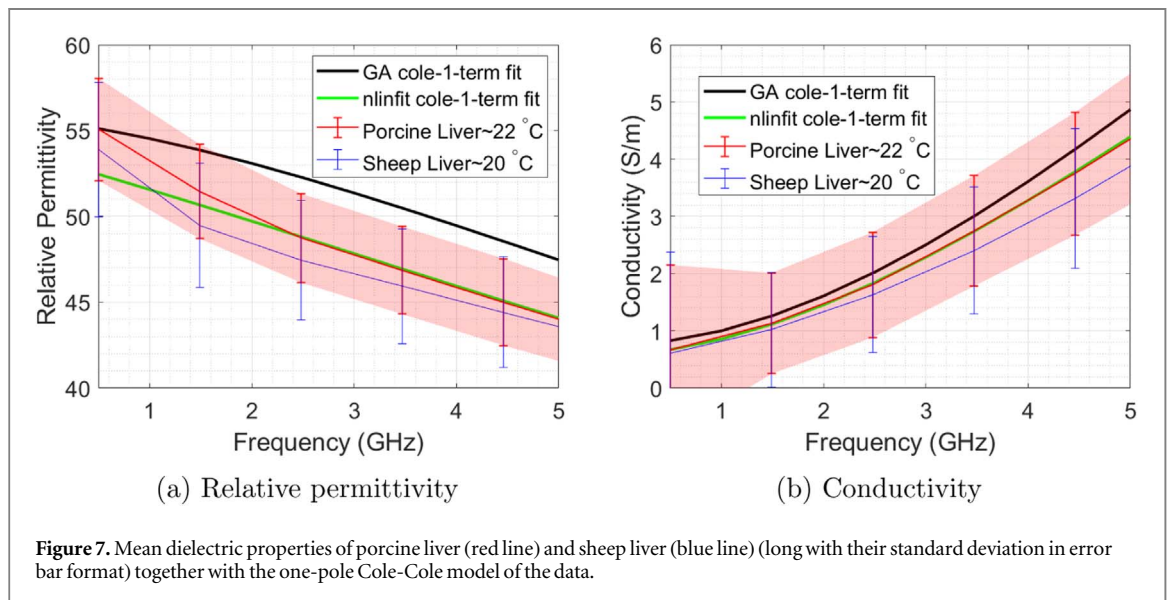 60
55
50
45
40
Relative Permittivity
GA cole-1-term fit
nlinfit cole-1-term fit
Porcine Liver~22 °C
Sheep Liver~20 °C
1 2 3 4 5
Frequency (GHz)
(a) Relative permittivity
6
5
4
3
2
1
0
Conductivity (S/m)
GA cole-1-term fit
nlinfit cole-1-term fit
Porcine Liver~22 °C
Sheep Liver~20 °C
1 2 3 4 5
Frequency (GHz)
(b) Conductivity
Figure 7. Mean dielectric properties of porcine liver (red line) and sheep liver (blue line) (long with their standard deviation in error
bar format) together with the one-pole Cole-Cole model of the data.